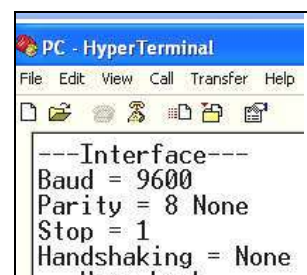 PC - HyperTerminal
File Edit View Call Transfer Help
---Interface---
Baud = 9600
Parity = 8 None
Stop = 1
Handshaking = None